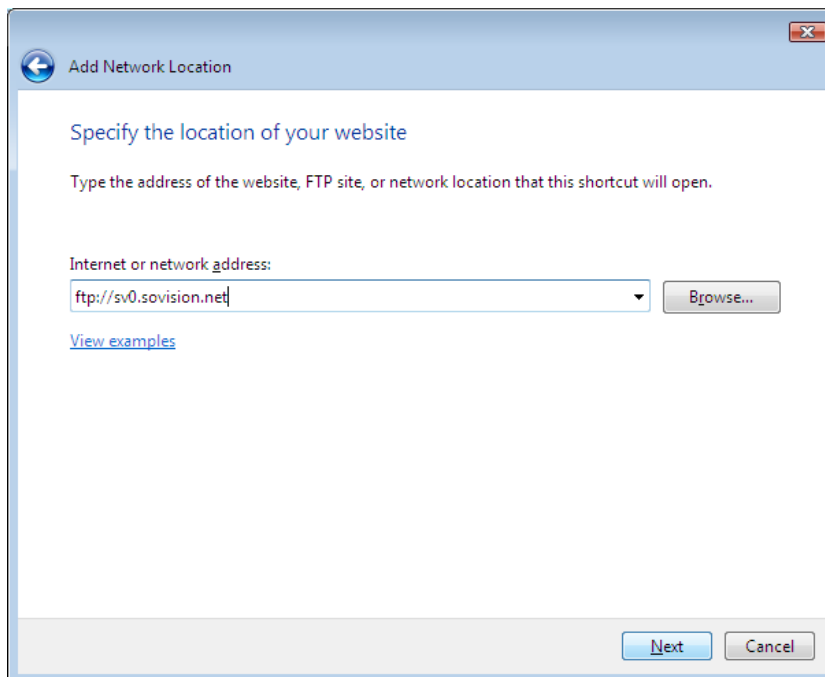 Add Network Location
Specify the location of your website
Type the address of the website, FTP site, or network location that this shortcut will open.
Internet or network address:
ftp://sv0.sovision.net
Browse...
View examples
Next
Cancel